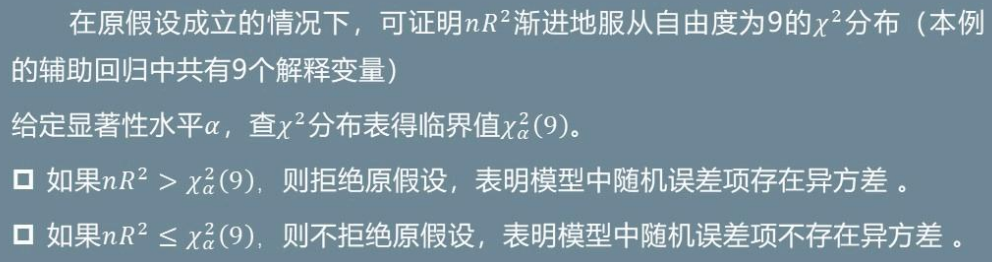 在原假设成立的情况下，可证明nR²渐进地服从自由度为9的χ²分布（本例
的辅助回归中共有9个解释变量）
给定显著性水平α，查χ²分布表得临界值χ²_α(9)。
□ 如果nR² > χ²_α(9)，则拒绝原假设，表明模型中随机误差项存在异方差 。
□ 如果nR² ≤ χ²_α(9)，则不拒绝原假设，表明模型中随机误差项不存在异方差 。